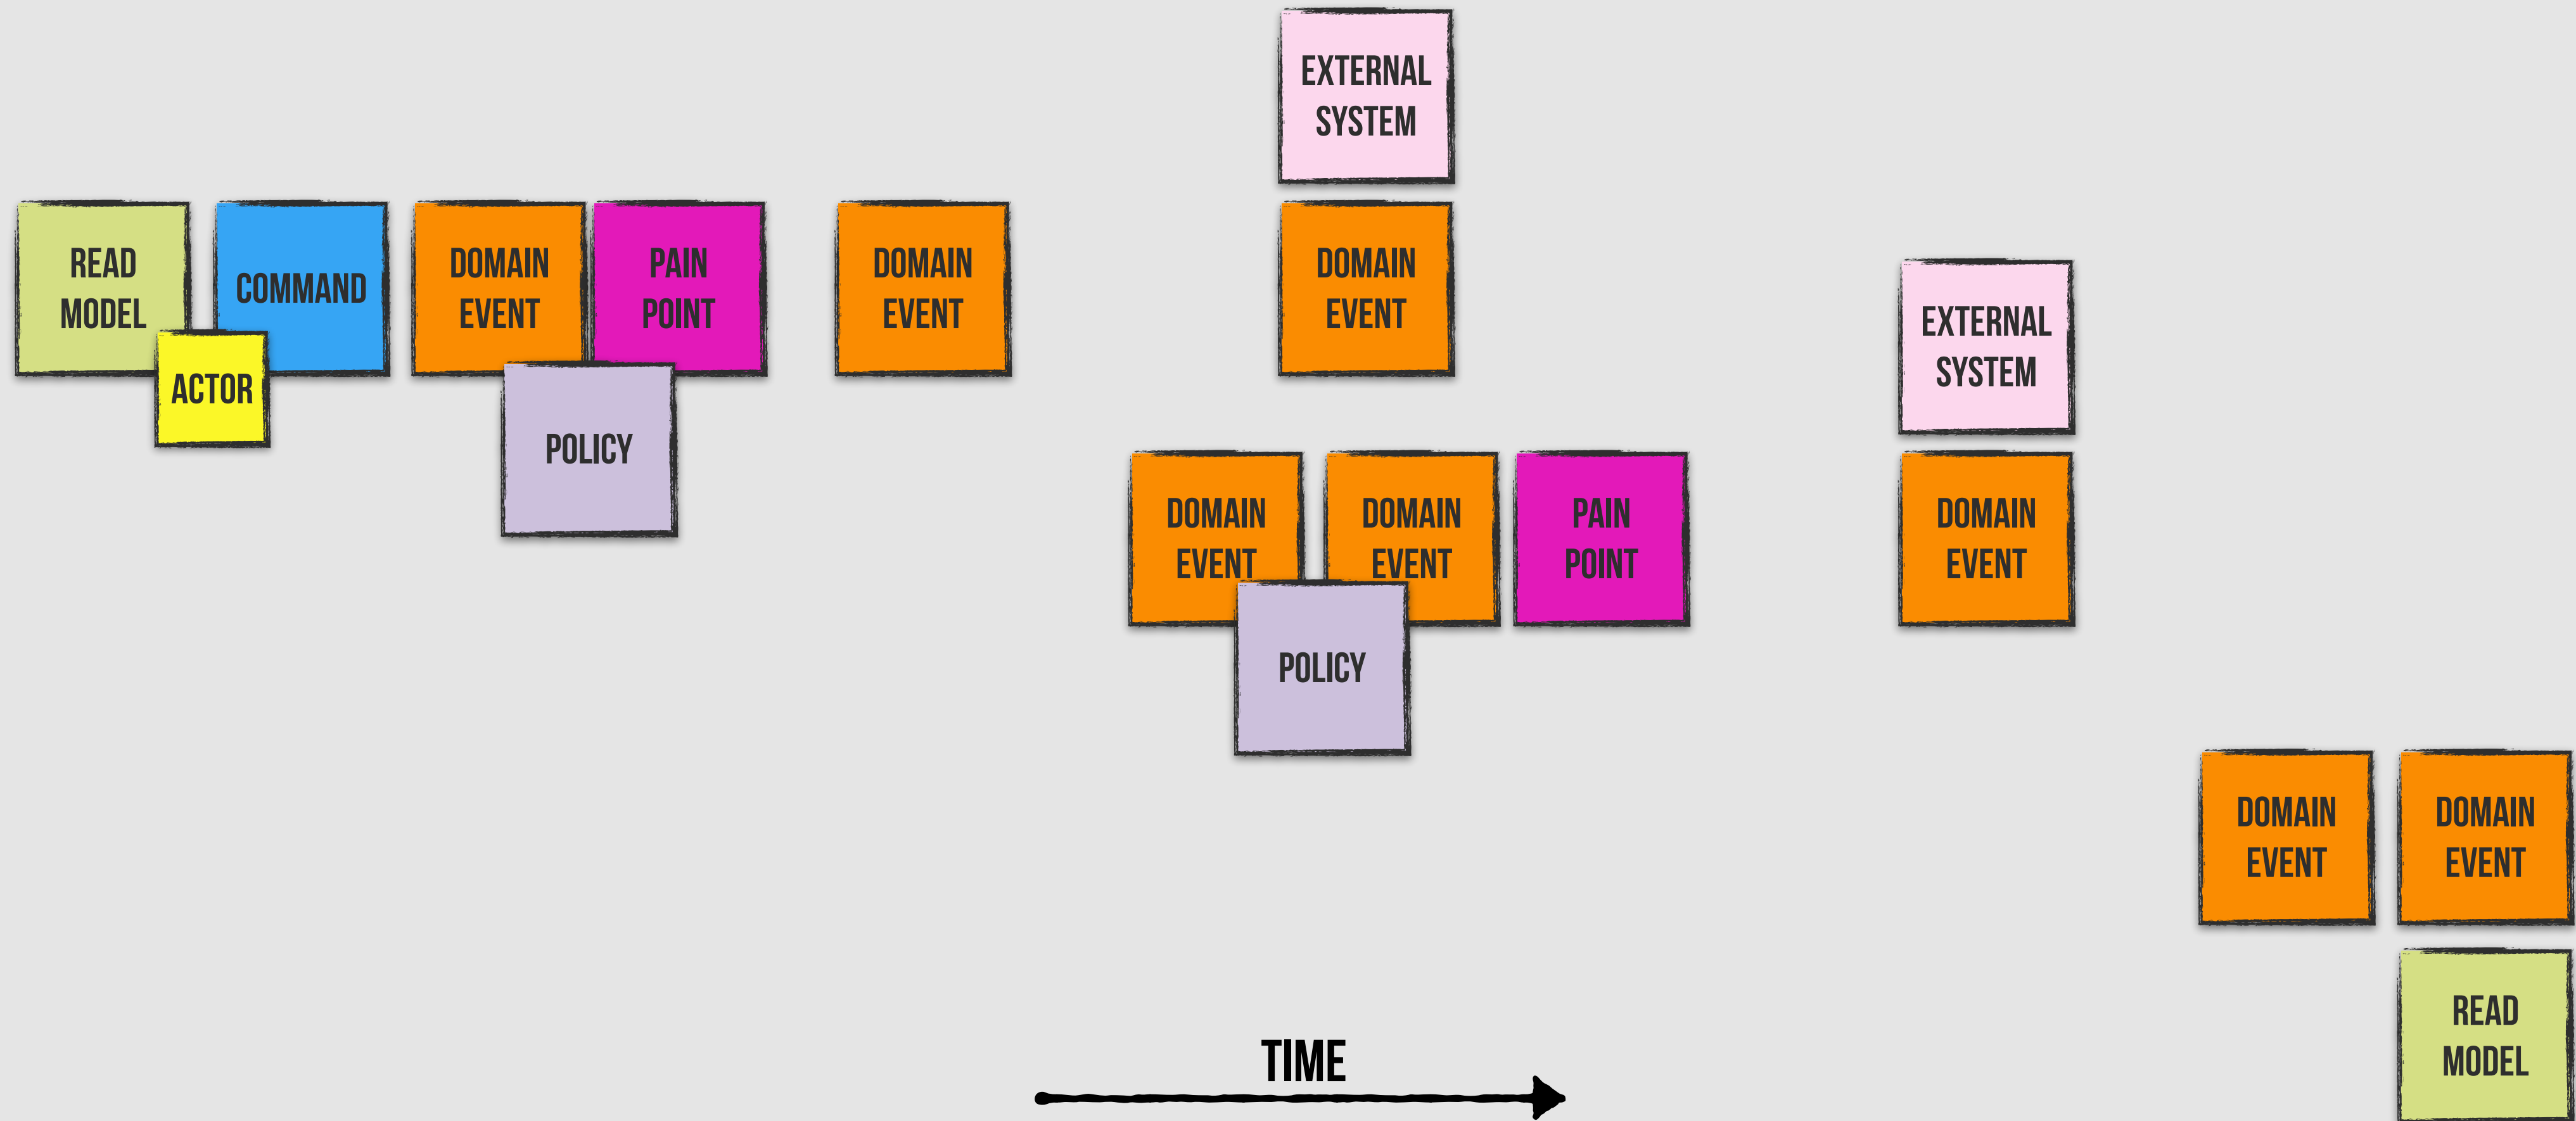 EXTERNAL
SYSTEM
READ
MODEL
COMMAND
ACTOR
DOMAIN
EVENT
PAIN
POINT
POLICY
DOMAIN
EVENT
DOMAIN
EVENT
EXTERNAL
SYSTEM
DOMAIN
EVENT
DOMAIN
EVENT
PAIN
POINT
POLICY
DOMAIN
EVENT
DOMAIN
EVENT
DOMAIN
EVENT
READ
MODEL
TIME